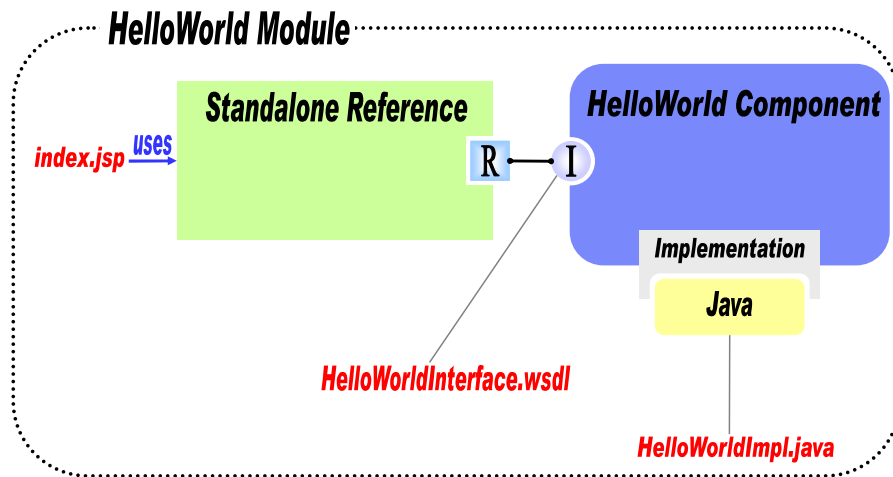 HelloWorld Module
Standalone Reference
HelloWorld Component
index.jsp
uses
R
I
Implementation
Java
HelloWorldInterface.wsdl
HelloWorldImpl.java